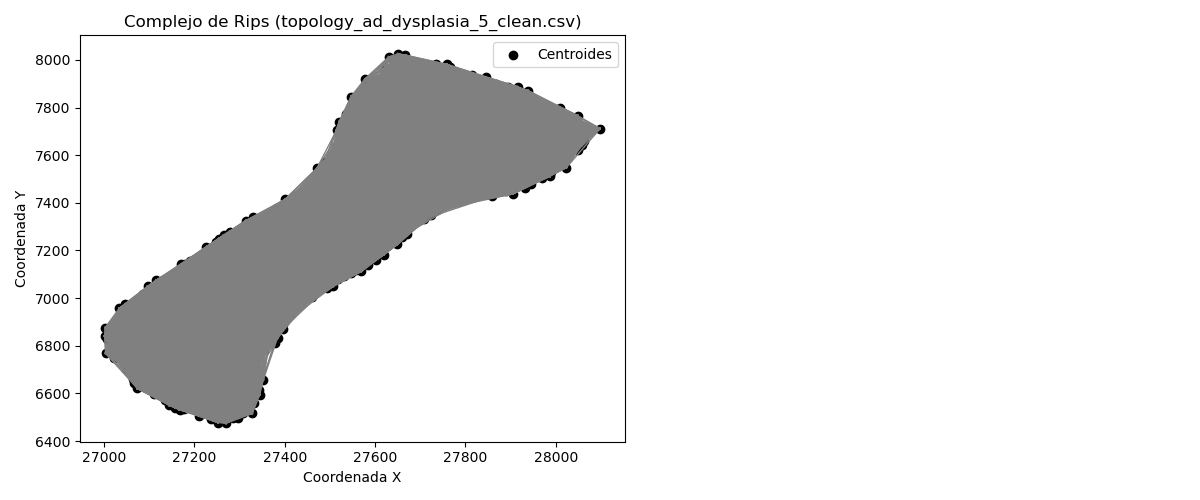 Complejo de Rips (topology_ad_dysplasia_5_clean.csv)
Centroides
8000
7800
7600
7400
7200
7000
6800
6600
6400
Coordenada Y
27000 27200 27400 27600 27800 28000
Coordenada X